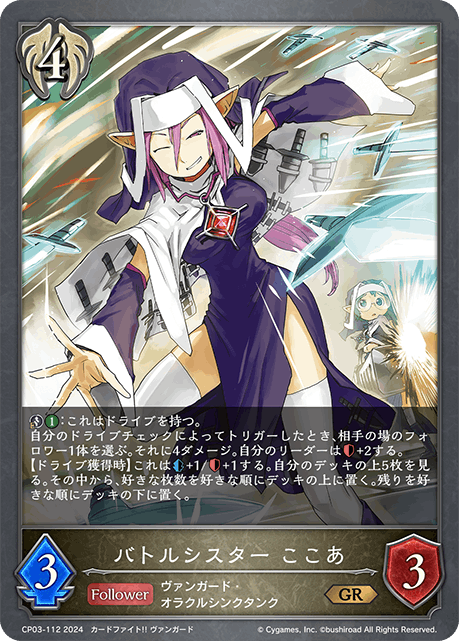 4
1:これはドライブを持つ。
自分のドライブチェックによってトリガーしたとき、相手の場のフォ
ロワー1体を選ぶ。それに4ダメージ。自分のリーダーは+2する。
【ドライブ獲得時】これは+1/+1する。自分のデッキの上5枚を見
る。その中から、好きな枚数を好きな順にデッキの上に置く。残りを好
きな順にデッキの下に置く。
バトルシスター ここあ
3
Follower
ヴァンガード・
オラクルシンクタンク
GR
3
CP03-112 2024 カードファイト!! ヴァンガード
© Cygames, Inc. ©bushiroad All Rights Reserved.